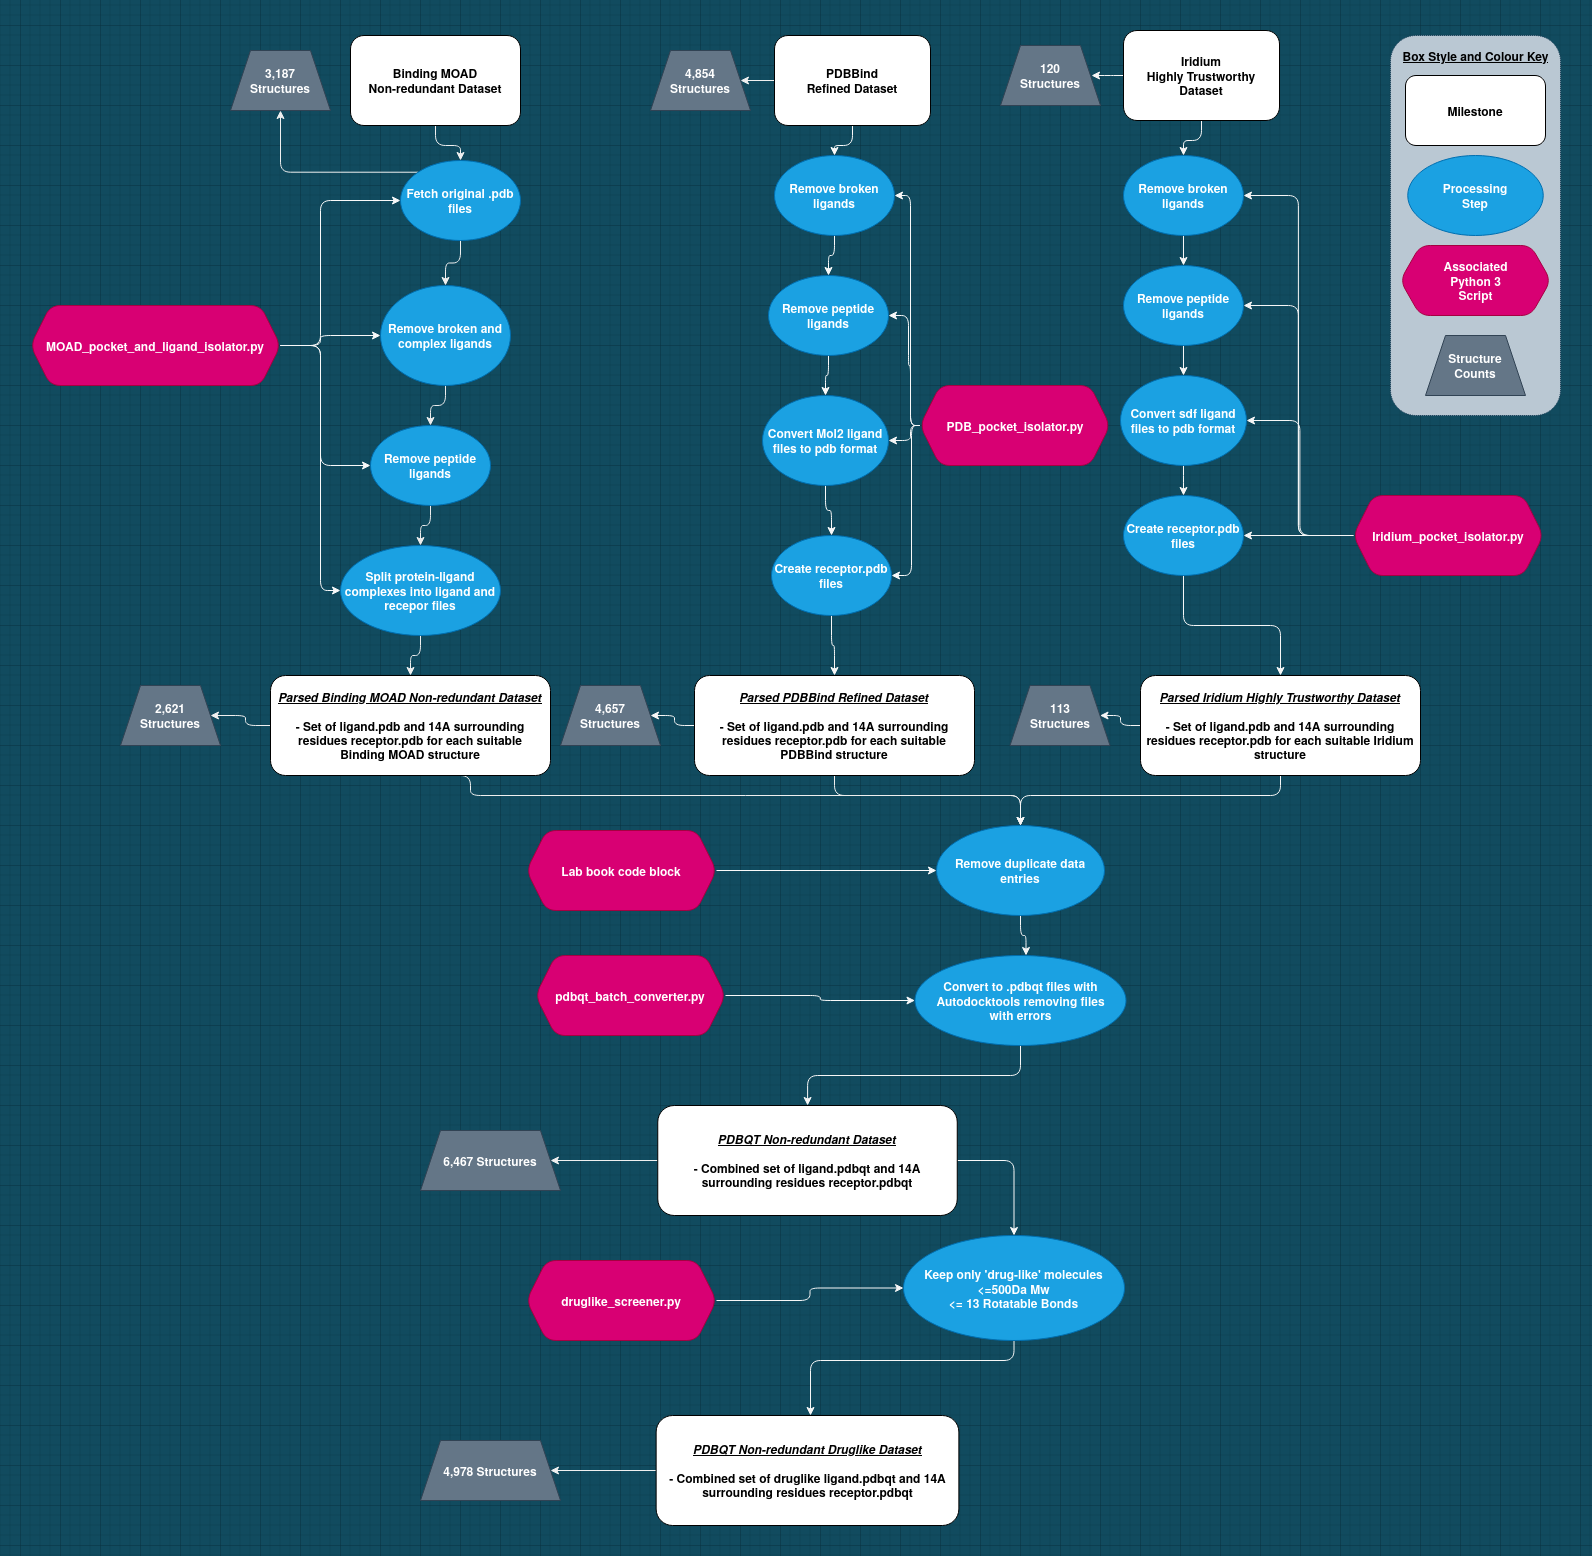 3,187
Structures
Binding MOAD
Non-redundant Dataset
4,854
Structures
PDBBind
Refined Dataset
120
Structures
Iridium
Highly Trustworthy
Dataset
Box Style and Colour Key
Milestone
Processing
Step
Associated
Python 3
Script
Structure
Counts
Fetch original .pdb
files
Remove broken and
complex ligands
Remove peptide
ligands
Split protein-ligand
complexes into ligand and
recepor files
MOAD_pocket_and_ligand_isolator.py
Remove broken
ligands
Remove peptide
ligands
Convert Mol2 ligand
files to pdb format
Create receptor.pdb
files
PDB_pocket_isolator.py
Remove broken
ligands
Remove peptide
ligands
Convert sdf ligand
files to pdb format
Create receptor.pdb
files
Iridium_pocket_isolator.py
2,621
Structures
Parsed Binding MOAD Non-redundant Dataset
- Set of ligand.pdb and 14A surrounding
residues receptor.pdb for each suitable
Binding MOAD structure
4,657
Structures
Parsed PDBBind Refined Dataset
- Set of ligand.pdb and 14A surrounding
residues receptor.pdb for each suitable
PDBBind structure
113
Structures
Parsed Iridium Highly Trustworthy Dataset
- Set of ligand.pdb and 14A surrounding
residues receptor.pdb for each suitable Iridium
structure
Lab book code block
Remove duplicate data
entries
pdbqt_batch_converter.py
Convert to .pdbqt files with
Autodocktools removing files
with errors
6,467 Structures
PDBQT Non-redundant Dataset
- Combined set of ligand.pdbqt and 14A
surrounding residues receptor.pdbqt
druglike_screener.py
Keep only 'drug-like' molecules
<=500Da Mw
<= 13 Rotatable Bonds
4,978 Structures
PDBQT Non-redundant Druglike Dataset
- Combined set of druglike ligand.pdbqt and 14A
surrounding residues receptor.pdbqt